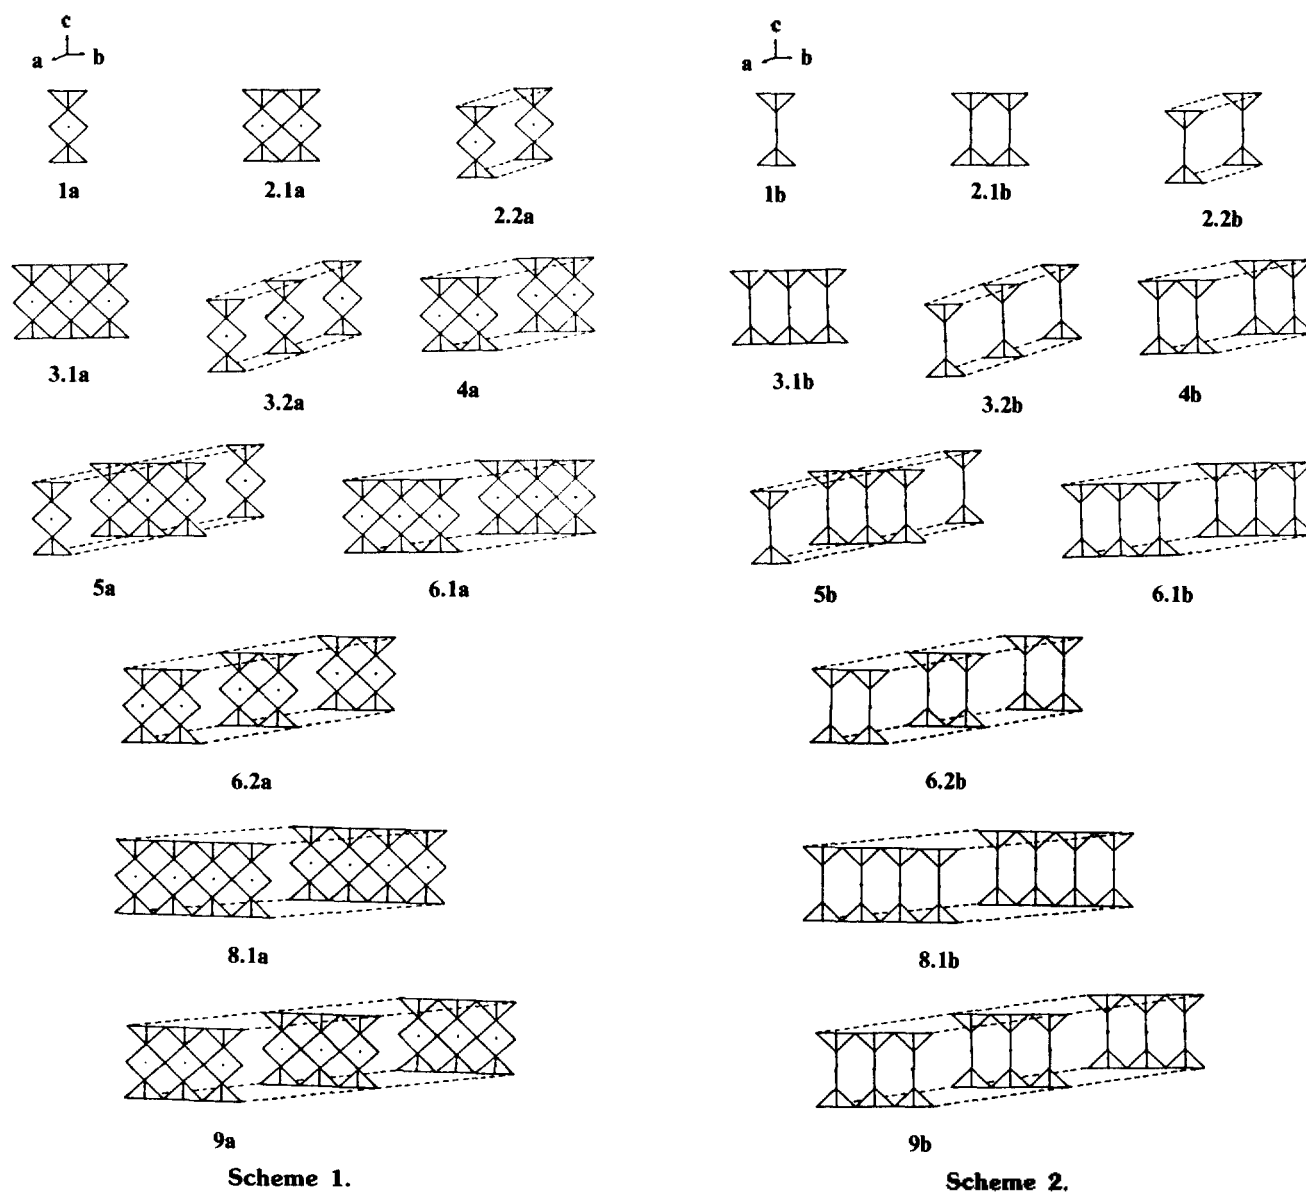 c
a b
1a 2.1a 2.2a
3.1a 3.2a 4a
5a 6.1a
6.2a
8.1a
9a
Scheme 1.
c
a b
1b 2.1b 2.2b
3.1b 3.2b 4b
5b 6.1b
6.2b
8.1b
9b
Scheme 2.